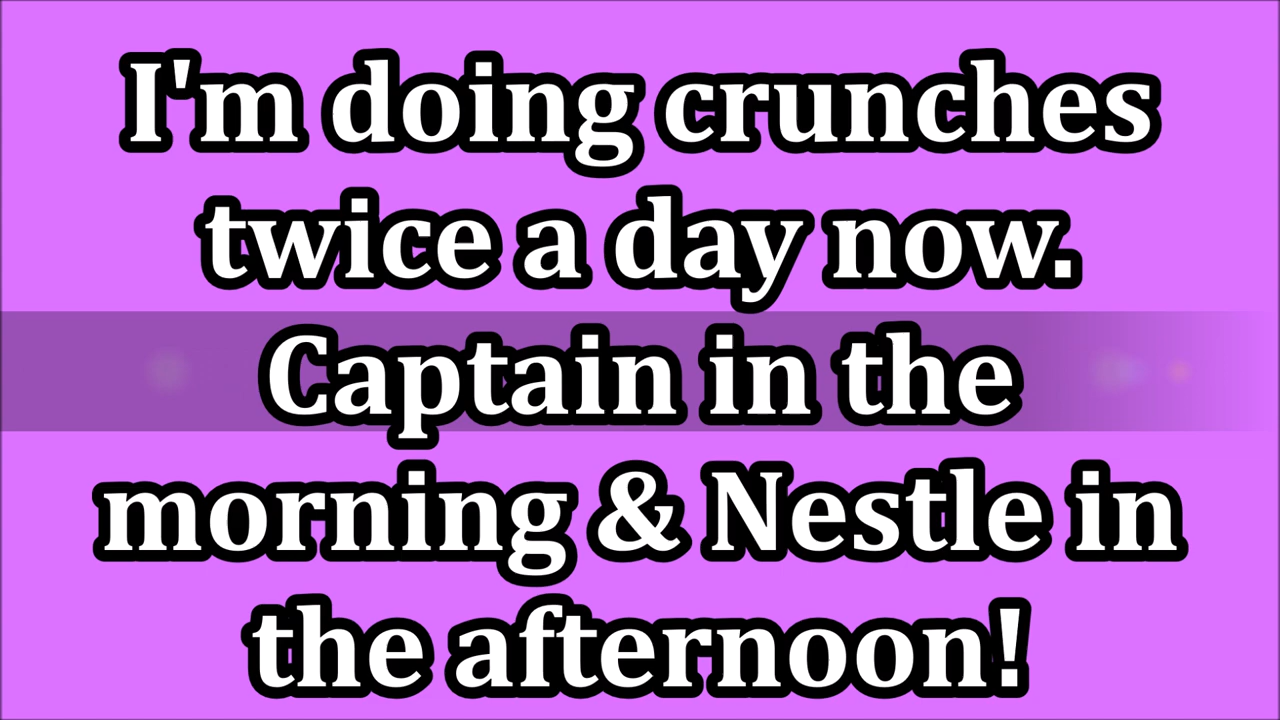 I'm doing crunches
twice a day now.
Captain in the
morning & Nestle in
the afternoon!